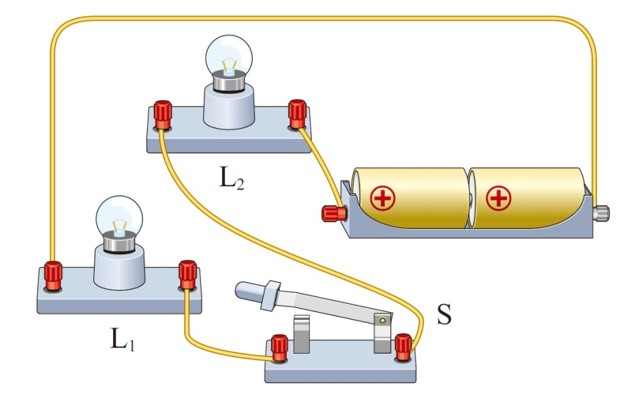 L₂
⊕ ⊕
S
L₁